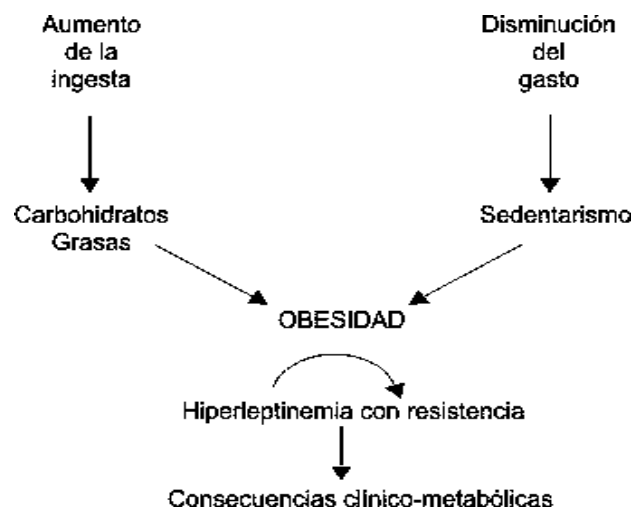 Aumento
de la
ingesta
Disminución
del
gasto
Carbohidratos
Grasas
Sedentarismo
OBESIDAD
Hiperleptinemia con resistencia
Consecuencias clínico-metabólicas